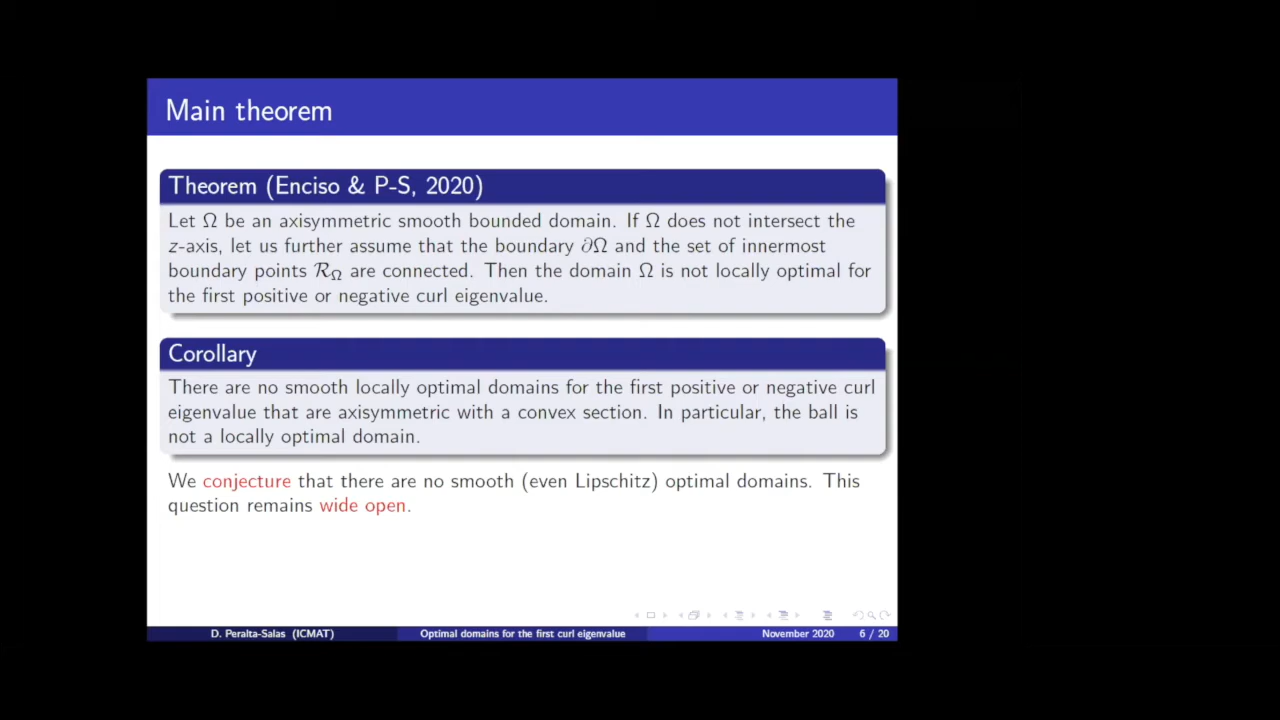 Main theorem
Theorem (Enciso & P-S, 2020)
Let Ω be an axisymmetric smooth bounded domain. If Ω does not intersect the
z-axis, let us further assume that the boundary ∂Ω and the set of innermost
boundary points ℛ_Ω are connected. Then the domain Ω is not locally optimal for
the first positive or negative curl eigenvalue.
Corollary
There are no smooth locally optimal domains for the first positive or negative curl
eigenvalue that are axisymmetric with a convex section. In particular, the ball is
not a locally optimal domain.
We conjecture that there are no smooth (even Lipschitz) optimal domains. This
question remains wide open.
D. Peralta-Salas (ICMAT) Optimal domains for the first curl eigenvalue November 2020 6 / 20